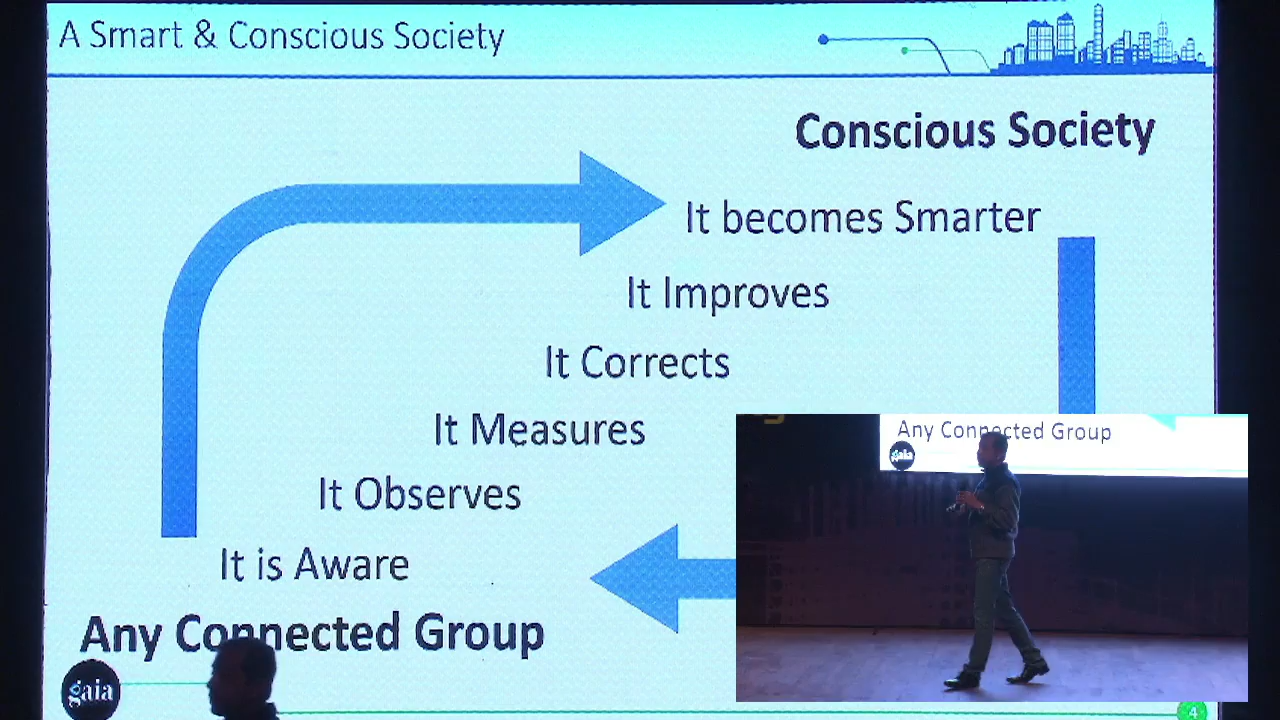 A Smart & Conscious Society
Conscious Society
It becomes Smarter
It Improves
It Corrects
It Measures
It Observes
It is Aware
Any Connected Group
gaia
4
Any Connected Group
gaia